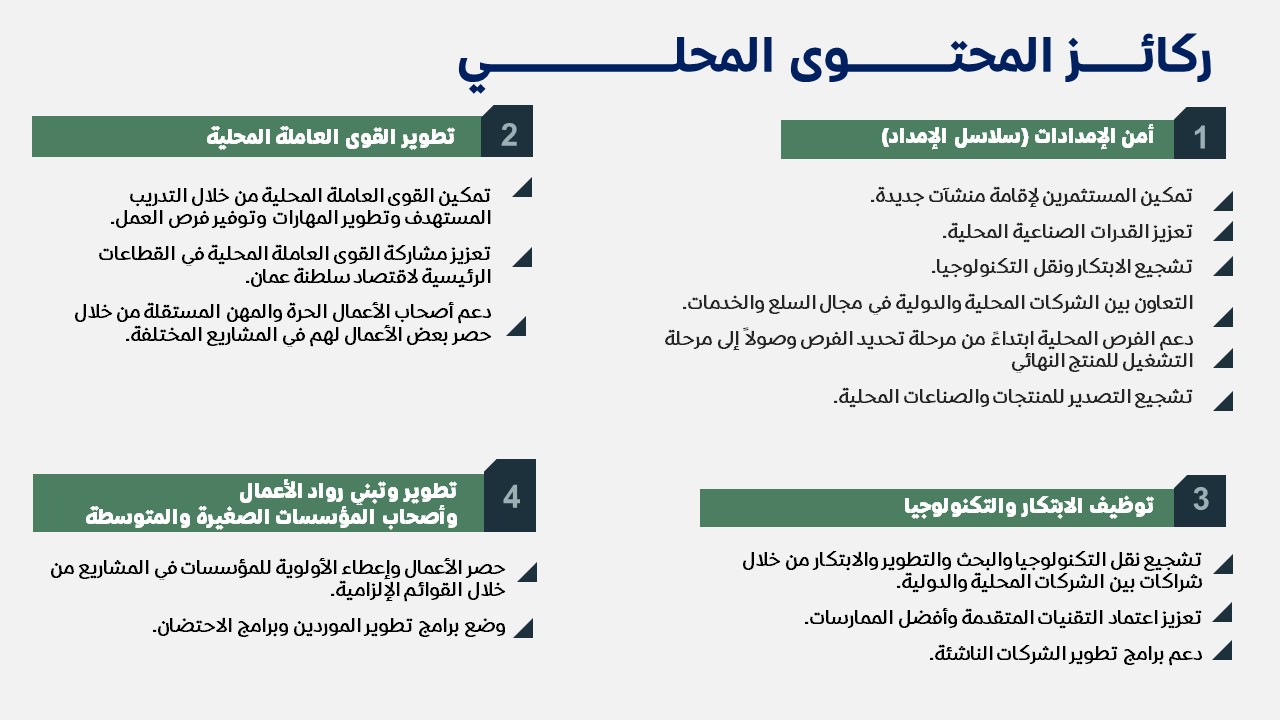 ركائز المحتوى المحلي
1
أمن الإمدادات (سلاسل الإمداد)
تمكين المستثمرين لإقامة منشآت جديدة.
تعزيز القدرات الصناعية المحلية.
تشجيع الابتكار ونقل التكنولوجيا.
التعاون بين الشركات المحلية والدولية في مجال السلع والخدمات.
دعم الفرص المحلية ابتداءً من مرحلة تحديد الفرص وصولاً إلى مرحلة
التشغيل للمنتج النهائي
تشجيع التصدير للمنتجات والصناعات المحلية.
2
تطوير القوى العاملة المحلية
تمكين القوى العاملة المحلية من خلال التدريب
المستهدف وتطوير المهارات وتوفير فرص العمل.
تعزيز مشاركة القوى العاملة المحلية في القطاعات
الرئيسية لاقتصاد سلطنة عمان.
دعم أصحاب الأعمال الحرة والمهن المستقلة من خلال
حصر بعض الأعمال لهم في المشاريع المختلفة.
3
توظيف الابتكار والتكنولوجيا
تشجيع نقل التكنولوجيا والبحث والتطوير والابتكار من خلال
شراكات بين الشركات المحلية والدولية.
تعزيز اعتماد التقنيات المتقدمة وأفضل الممارسات.
دعم برامج تطوير الشركات الناشئة.
4
تطوير وتبني رواد الأعمال
وأصحاب المؤسسات الصغيرة والمتوسطة
حصر الأعمال وإعطاء الأولوية للمؤسسات في المشاريع من
خلال القوائم الإلزامية.
وضع برامج تطوير الموردين وبرامج الاحتضان.